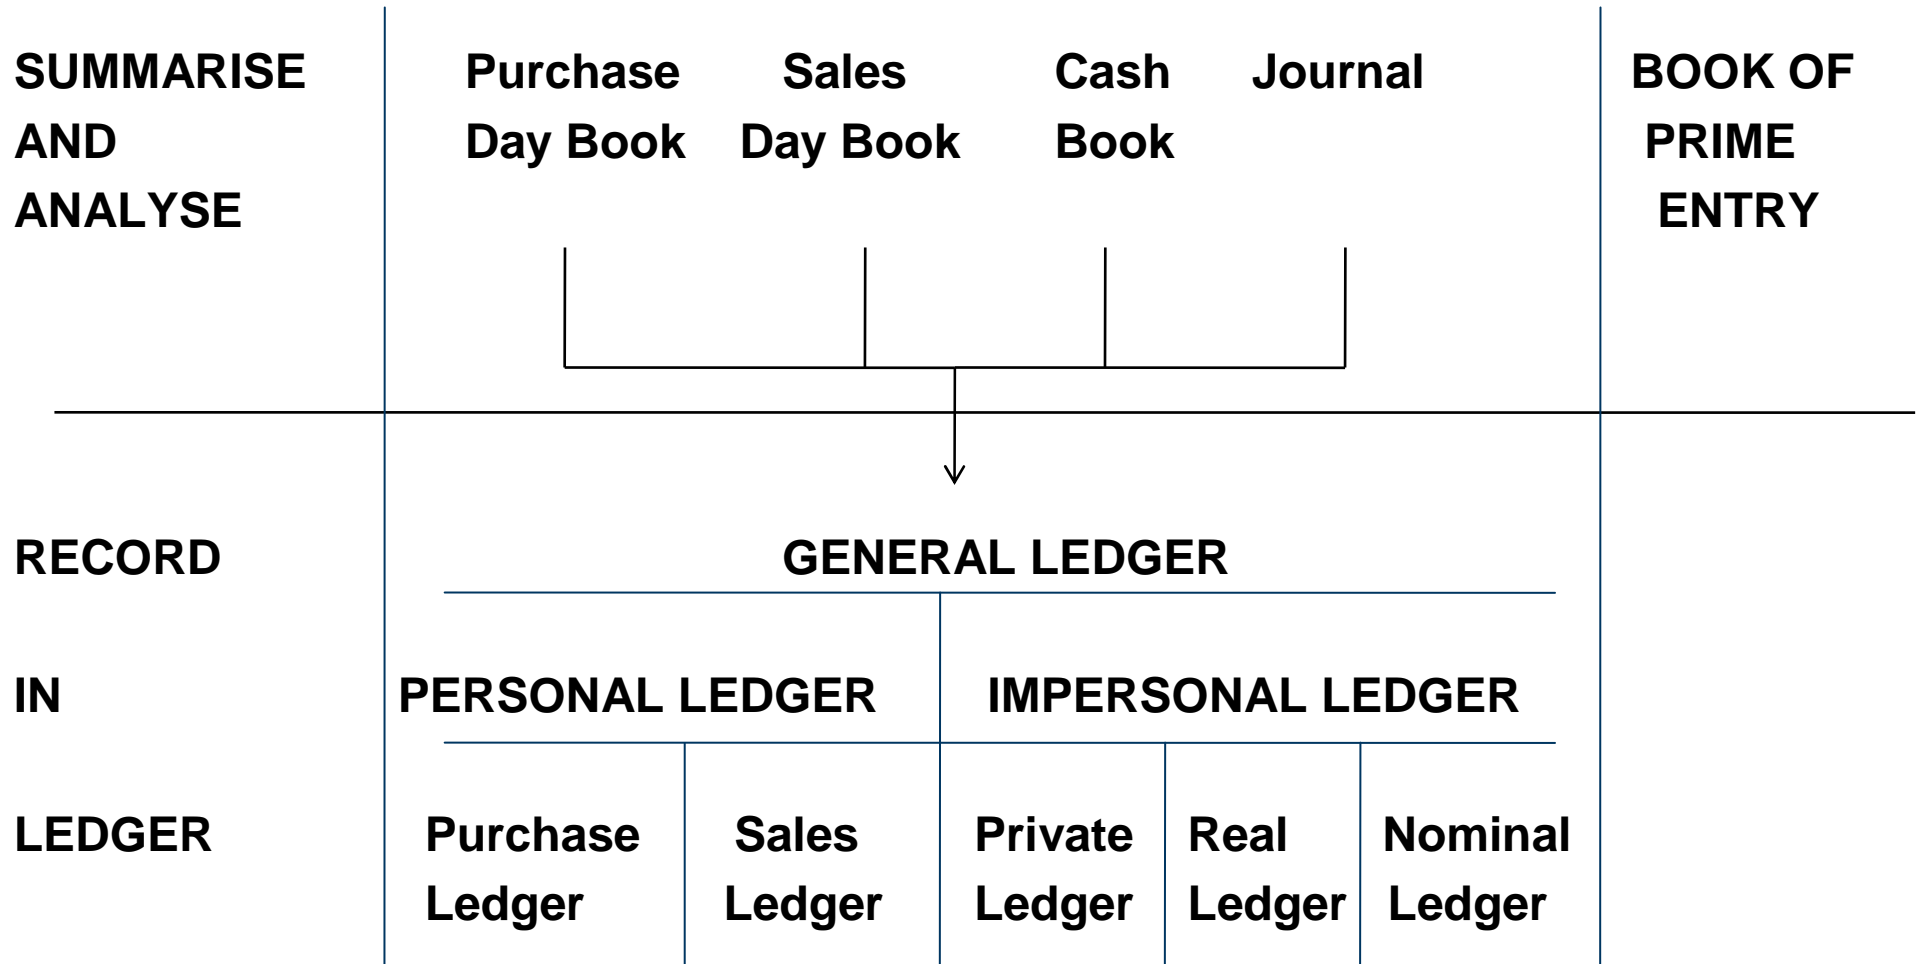 SUMMARISE Purchase Sales Cash Journal BOOK OF
AND Day Book Day Book Book PRIME
ANALYSE ENTRY
RECORD GENERAL LEDGER
IN PERSONAL LEDGER IMPERSONAL LEDGER
LEDGER Purchase Sales Private Real Nominal
Ledger Ledger Ledger Ledger Ledger